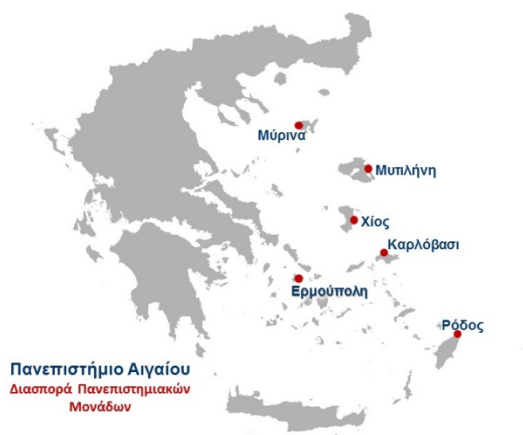 Μύρινα
Μυτιλήνη
Χίος
Καρλόβασι
Ερμούπολη
Ρόδος
Πανεπιστήμιο Αιγαίου
Διασπορά Πανεπιστημιακών
Μονάδων